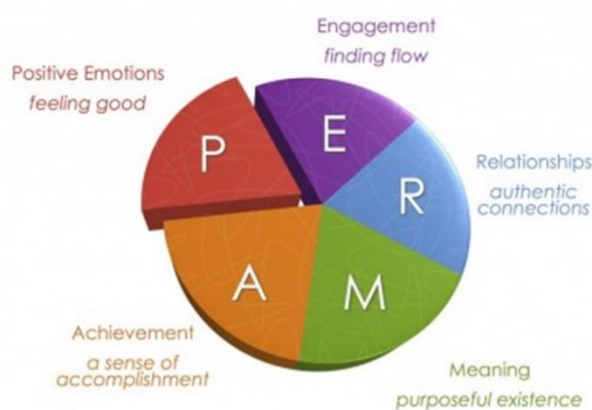 Engagement
finding flow
Positive Emotions
feeling good
P
E
Relationships
authentic
connections
R
A
M
Achievement
a sense of
accomplishment
Meaning
purposeful existence